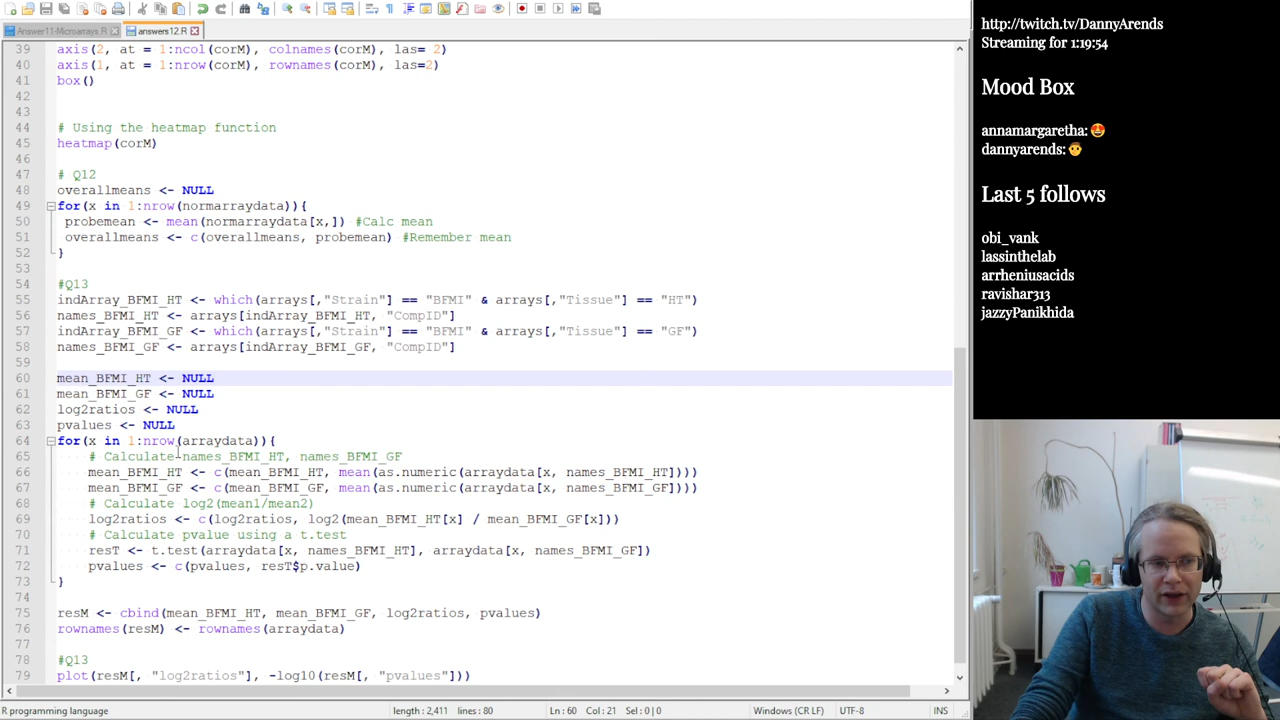 Answer11-Microarrays.R
answers12.R
39 axis(2, at = 1:ncol(corM), colnames(corM), las= 2)
40 axis(1, at = 1:nrow(corM), rownames(corM), las=2)
41 box()
42
43
44 # Using the heatmap function
45 heatmap(corM)
46
47 # Q12
48 overallmeans <- NULL
49 for(x in 1:nrow(normarraydata)){
50 probemean <- mean(normarraydata[x,]) #Calc mean
51 overallmeans <- c(overallmeans, probemean) #Remember mean
52 }
53
54 #Q13
55 indArray_BFMI_HT <- which(arrays[,"Strain"] == "BFMI" & arrays[,"Tissue"] == "HT")
56 names_BFMI_HT <- arrays[indArray_BFMI_HT, "CompID"]
57 indArray_BFMI_GF <- which(arrays[,"Strain"] == "BFMI" & arrays[,"Tissue"] == "GF")
58 names_BFMI_GF <- arrays[indArray_BFMI_GF, "CompID"]
59
60 mean_BFMI_HT <- NULL
61 mean_BFMI_GF <- NULL
62 log2ratios <- NULL
63 pvalues <- NULL
64 for(x in 1:nrow(arraydata)){
65 # Calculate names_BFMI_HT, names_BFMI_GF
66 mean_BFMI_HT <- c(mean_BFMI_HT, mean(as.numeric(arraydata[x, names_BFMI_HT])))
67 mean_BFMI_GF <- c(mean_BFMI_GF, mean(as.numeric(arraydata[x, names_BFMI_GF])))
68 # Calculate log2(mean1/mean2)
69 log2ratios <- c(log2ratios, log2(mean_BFMI_HT[x] / mean_BFMI_GF[x]))
70 # Calculate pvalue using a t.test
71 resT <- t.test(arraydata[x, names_BFMI_HT], arraydata[x, names_BFMI_GF])
72 pvalues <- c(pvalues, resT$p.value)
73 }
74
75 resM <- cbind(mean_BFMI_HT, mean_BFMI_GF, log2ratios, pvalues)
76 rownames(resM) <- rownames(arraydata)
77
78 #Q13
79 plot(resM[, "log2ratios"], -log10(resM[, "pvalues"]))
R programming language
length : 2,411 lines : 80
Ln : 60 Col : 21 Sel : 0 | 0
Windows (CR LF)
UTF-8
INS
http://twitch.tv/DannyArends
Streaming for 1:19:54
Mood Box
annamargaretha: 😍
dannyarends: 👨
Last 5 follows
obi_vank
lassinthelab
arrheniusacids
ravishar313
jazzyPanikhida